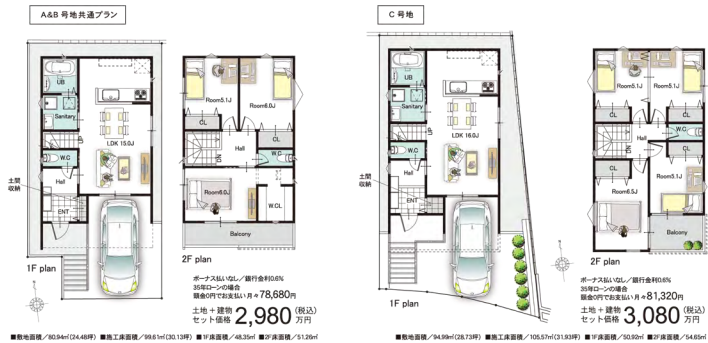 A&B 号地共通プラン
UB
Sanitary
UP
LDK 15.0J
W.C
Hall
土間
収納
ENT
1F plan
Room5.1J
Room6.0J
CL
Hall
DN
CL
W.C
Room6.0J
W.CL
Balcony
2F plan
ボーナス払いなし／銀行金利0.6%
35年ローンの場合
頭金0円でお支払い月々78,680円
土地 + 建物
セット価格 2,980 (税込) 万円
■敷地面積／80.94㎡(24.48坪) ■施工床面積／99.61㎡(30.13坪) ■1F床面積／48.35㎡ ■2F床面積／51.26㎡
C 号地
UB
Sanitary
UP
LDK 16.0J
W.C
Hall
土間
収納
ENT
1F plan
Room5.1J
Room5.1J
CL
CL
Hall
W.C
DN
CL
CL
Room6.5J
Room5.1J
Balcony
2F plan
ボーナス払いなし／銀行金利0.6%
35年ローンの場合
頭金0円でお支払い月々81,320円
土地 + 建物
セット価格 3,080 (税込) 万円
■敷地面積／94.99㎡(28.73坪) ■施工床面積／105.57㎡(31.93坪) ■1F床面積／50.92㎡ ■2F床面積／54.65㎡